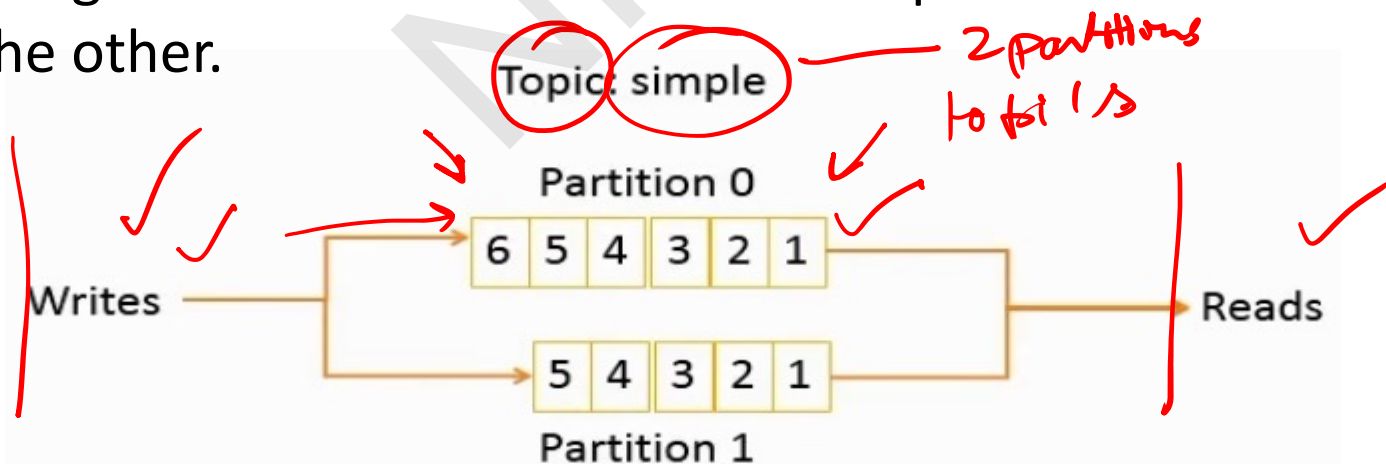 he other.
Topic: simple
2 partitions
Partition 0
6 5 4 3 2 1
Writes
Reads
5 4 3 2 1
Partition 1